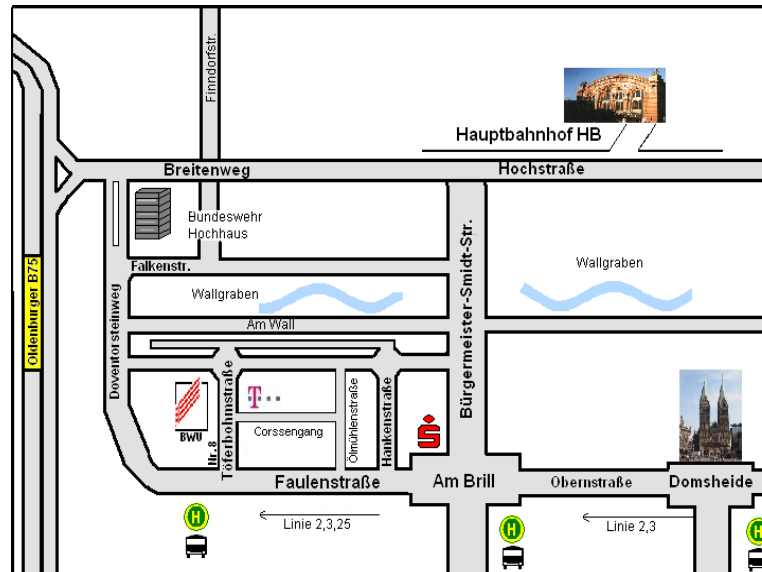 Finndorfstr.
Hauptbahnhof HB
Breitenweg
Hochstraße
Bundeswehr
Hochhaus
Falkenstr.
Wallgraben
Wallgraben
Am Wall
Oldenburger B75
Doventorsteinweg
Bürgermeister-Smidt-Str.
BWU
Nr. 8
Töferbohmstraße
T
Corssengang
Ölmühlenstraße
Hankenstraße
Faulenstraße
Am Brill
Obernstraße
Domsheide
H
Linie 2,3,25
H
Linie 2,3
H